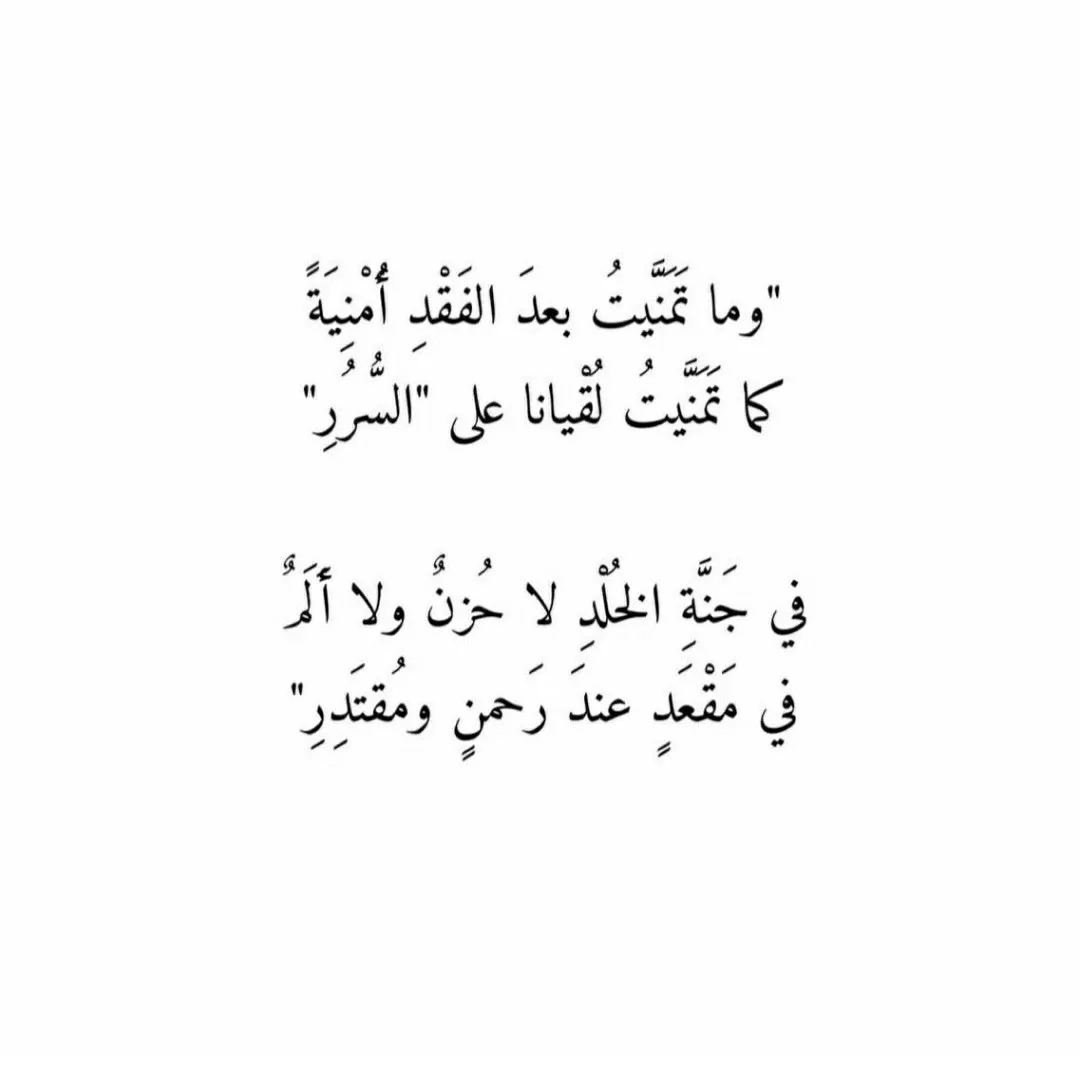 "وما تَمَنَّيتُ بعدَ الفَقْدِ أُمْنِيَةً
كما تَمَنَّيتُ لُقْيانا على "السُّرُرِ"
في جَنَّةِ الخُلْدِ لا حُزنٌ ولا أَلَمٌ
في مَقْعَدٍ عندَ رَحمنٍ ومُقتَدِرِ"